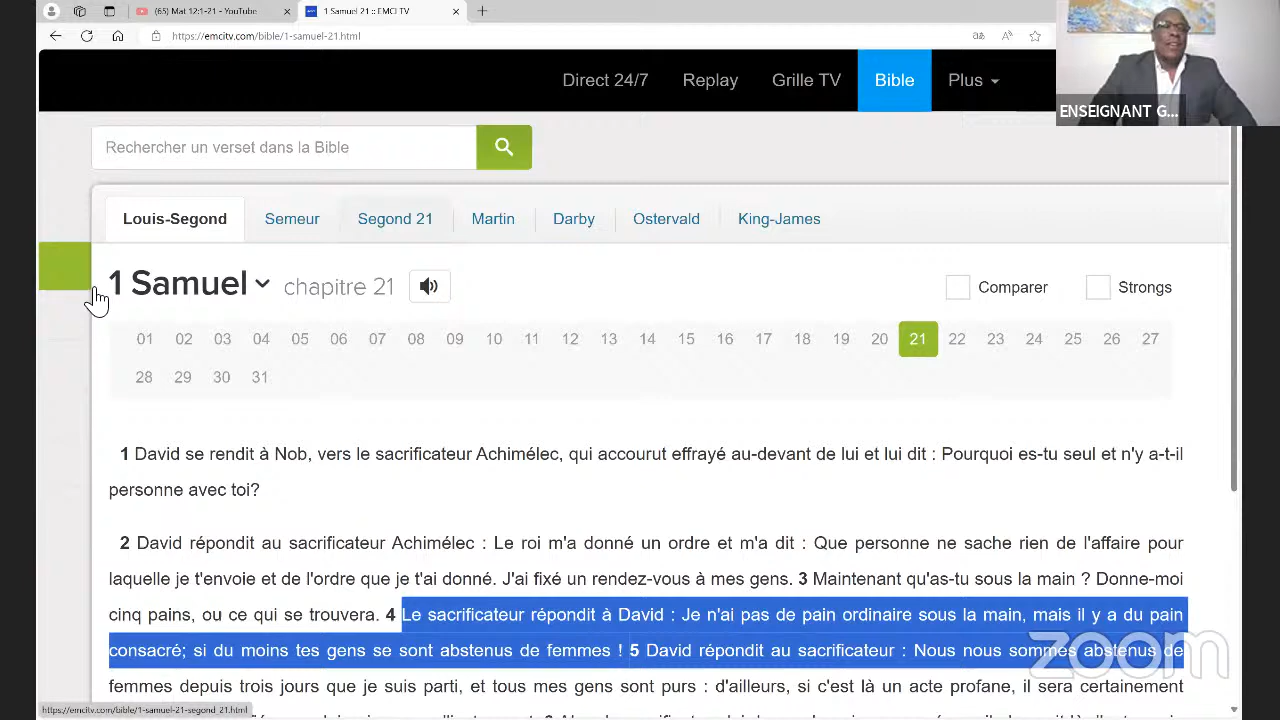 (65) Mat 12:1-21 - YouTube
1 Samuel 21 :: EMCI TV
https://emcitv.com/bible/1-samuel-21.html
Direct 24/7 Replay Grille TV Bible Plus
ENSEIGNANT G...
Rechercher un verset dans la Bible
Louis-Segond Semeur Segond 21 Martin Darby Ostervald King-James
1 Samuel chapitre 21
Comparer Strongs
01 02 03 04 05 06 07 08 09 10 11 12 13 14 15 16 17 18 19 20 21 22 23 24 25 26 27
28 29 30 31
1 David se rendit à Nob, vers le sacrificateur Achimélec, qui accourut effrayé au-devant de lui et lui dit : Pourquoi es-tu seul et n'y a-t-il
personne avec toi?
2 David répondit au sacrificateur Achimélec : Le roi m'a donné un ordre et m'a dit : Que personne ne sache rien de l'affaire pour
laquelle je t'envoie et de l'ordre que je t'ai donné. J'ai fixé un rendez-vous à mes gens. 3 Maintenant qu'as-tu sous la main ? Donne-moi
cinq pains, ou ce qui se trouvera. 4 Le sacrificateur répondit à David : Je n'ai pas de pain ordinaire sous la main, mais il y a du pain
consacré; si du moins tes gens se sont abstenus de femmes ! 5 David répondit au sacrificateur : Nous nous sommes abstenus de
femmes depuis trois jours que je suis parti, et tous mes gens sont purs : d'ailleurs, si c'est là un acte profane, il sera certainement
zoom
https://emcitv.com/bible/1-samuel-21-segond 21.html